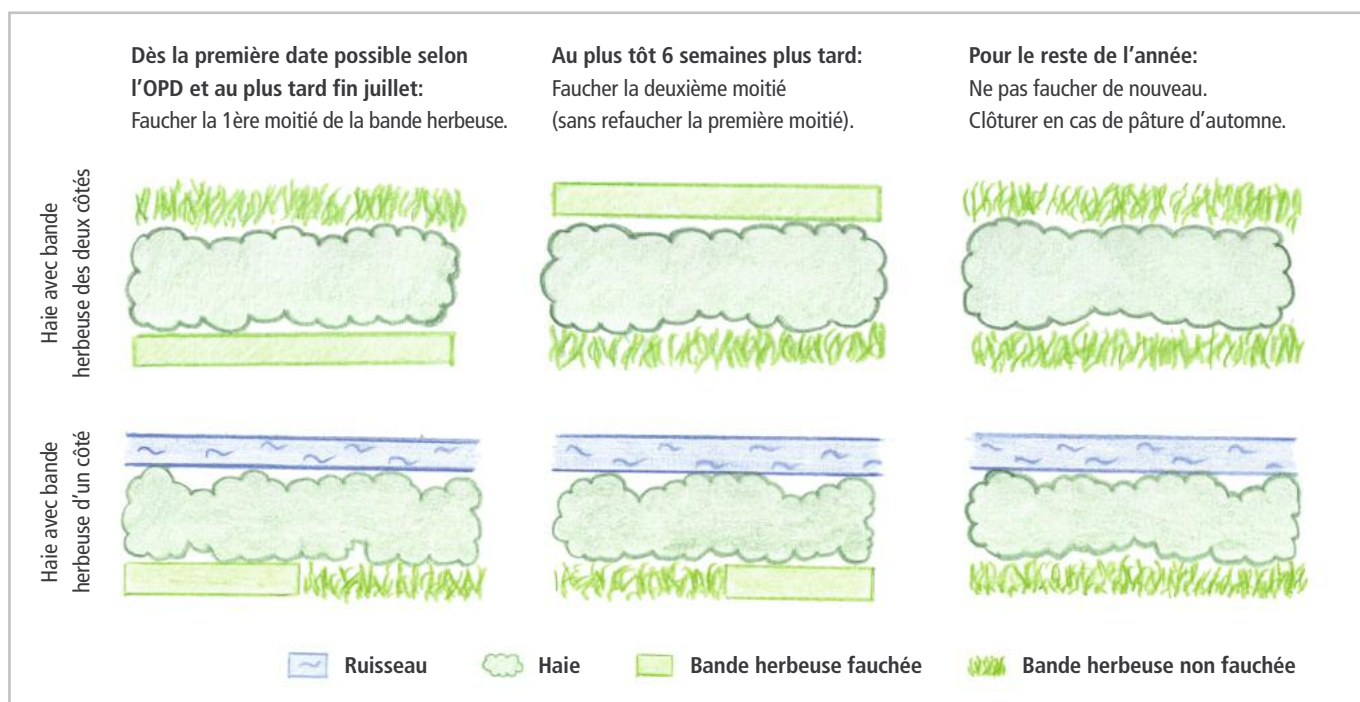 Dès la première date possible selon
l’OPD et au plus tard fin juillet:
Faucher la 1ère moitié de la bande herbeuse.
Au plus tôt 6 semaines plus tard:
Faucher la deuxième moitié
(sans refaucher la première moitié).
Pour le reste de l’année:
Ne pas faucher de nouveau.
Clôturer en cas de pâture d’automne.
Haie avec bande
herbeuse des deux côtés
Haie avec bande
herbeuse d’un côté
Ruisseau
Haie
Bande herbeuse fauchée
Bande herbeuse non fauchée